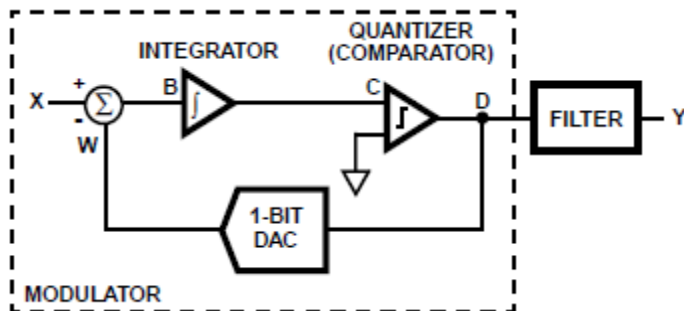 QUANTIZER
(COMPARATOR)
INTEGRATOR
X
+
-
Σ
W
B
∫
C
D
FILTER
Y
1-BIT
DAC
MODULATOR